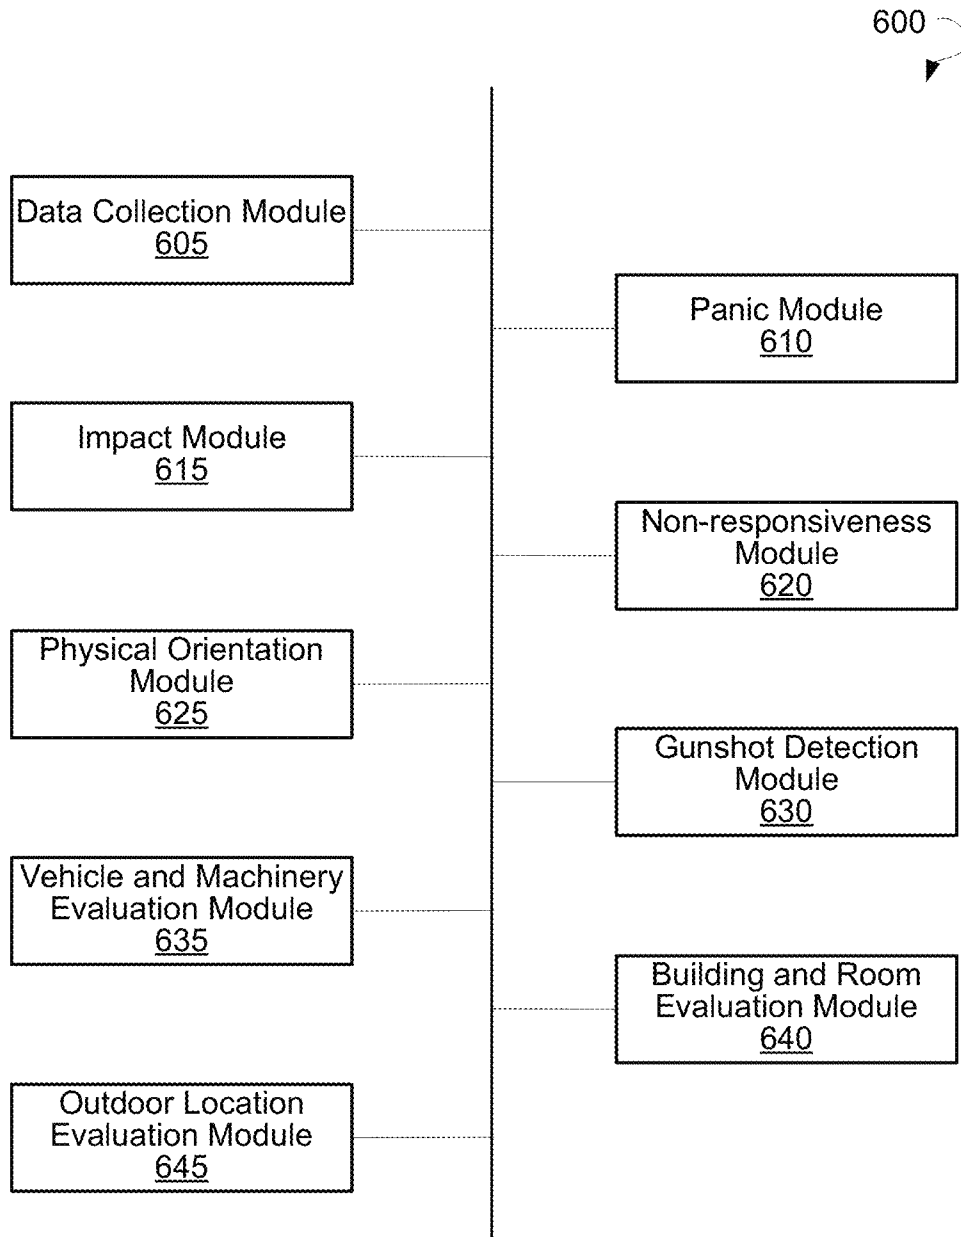 600
Data Collection Module
605
Panic Module
610
Impact Module
615
Non-responsiveness
Module
620
Physical Orientation
Module
625
Gunshot Detection
Module
630
Vehicle and Machinery
Evaluation Module
635
Building and Room
Evaluation Module
640
Outdoor Location
Evaluation Module
645